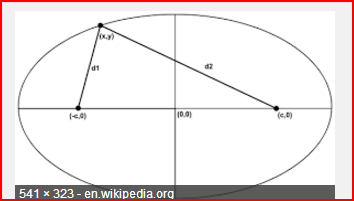 (x,y)
d1
d2
(-c,0)
(0,0)
(c,0)
541 × 323 - en.wikipedia.org